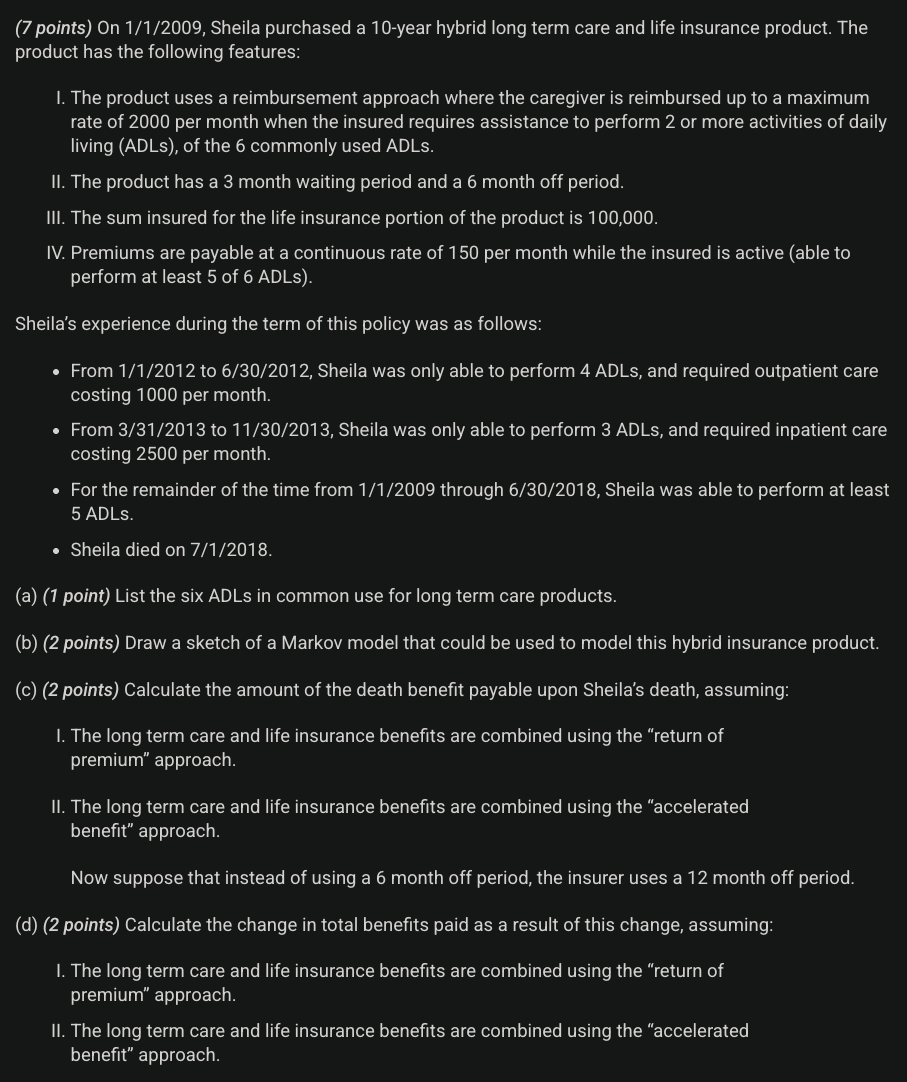 (7 points) On 1/1/2009, Sheila purchased a 10-year hybrid long term care and life insurance product. The
product has the following features:
I. The product uses a reimbursement approach where the caregiver is reimbursed up to a maximum
rate of 2000 per month when the insured requires assistance to perform 2 or more activities of daily
living (ADLs), of the 6 commonly used ADLs.
II. The product has a 3 month waiting period and a 6 month off period.
III. The sum insured for the life insurance portion of the product is 100,000.
IV. Premiums are payable at a continuous rate of 150 per month while the insured is active (able to
perform at least 5 of 6 ADLs).
Sheila’s experience during the term of this policy was as follows:
• From 1/1/2012 to 6/30/2012, Sheila was only able to perform 4 ADLs, and required outpatient care
costing 1000 per month.
• From 3/31/2013 to 11/30/2013, Sheila was only able to perform 3 ADLs, and required inpatient care
costing 2500 per month.
• For the remainder of the time from 1/1/2009 through 6/30/2018, Sheila was able to perform at least
5 ADLs.
• Sheila died on 7/1/2018.
(a) (1 point) List the six ADLs in common use for long term care products.
(b) (2 points) Draw a sketch of a Markov model that could be used to model this hybrid insurance product.
(c) (2 points) Calculate the amount of the death benefit payable upon Sheila’s death, assuming:
I. The long term care and life insurance benefits are combined using the “return of
premium” approach.
II. The long term care and life insurance benefits are combined using the “accelerated
benefit” approach.
Now suppose that instead of using a 6 month off period, the insurer uses a 12 month off period.
(d) (2 points) Calculate the change in total benefits paid as a result of this change, assuming:
I. The long term care and life insurance benefits are combined using the “return of
premium” approach.
II. The long term care and life insurance benefits are combined using the “accelerated
benefit” approach.